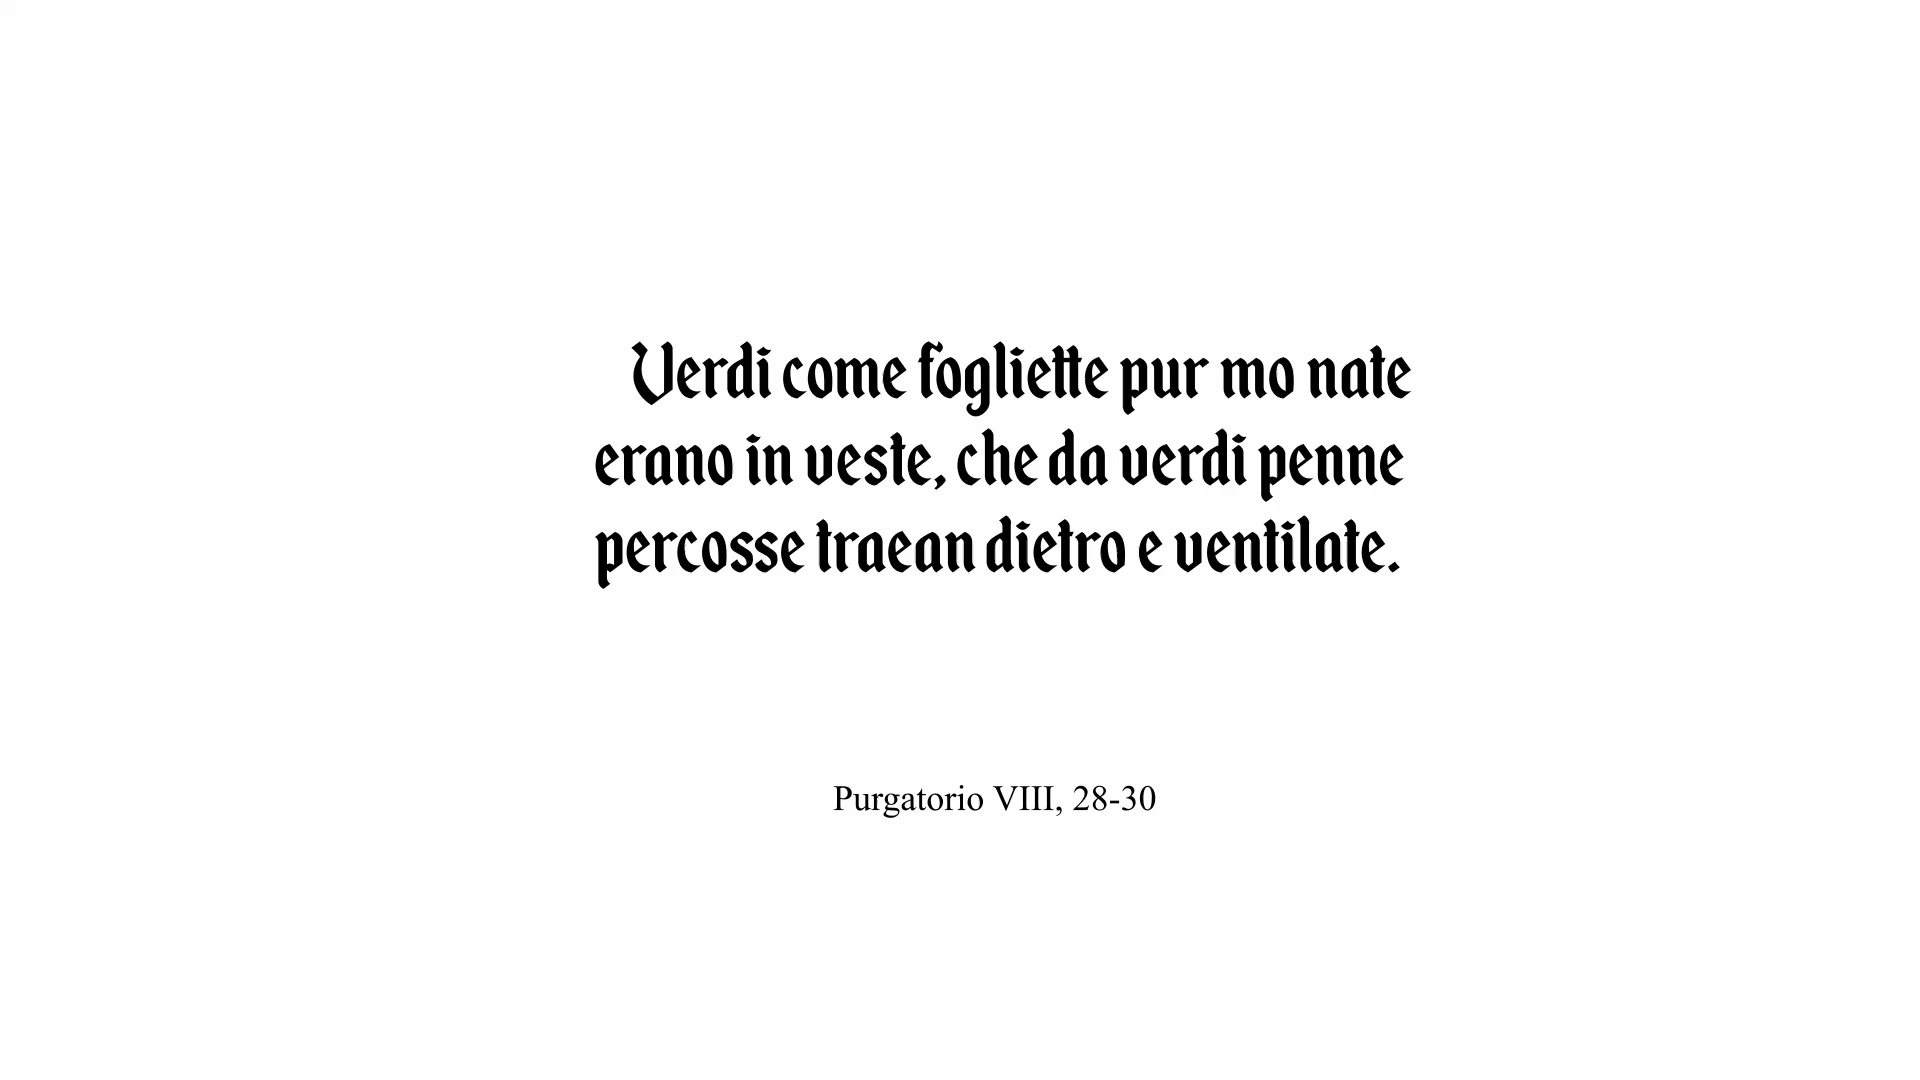 Verdi come fogliette pur mo nate
erano in veste, che da verdi penne
percosse traean dietro e ventilate.
Purgatorio VIII, 28-30